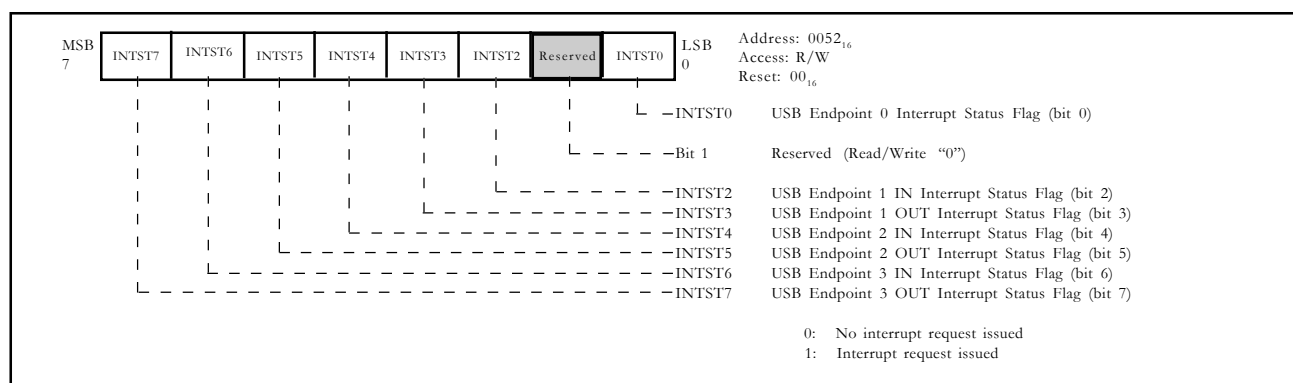 MSB
7
INTST7 INTST6 INTST5 INTST4 INTST3 INTST2 Reserved INTST0
LSB
0
Address: 0052₁₆
Access: R/W
Reset: 00₁₆
INTST0 USB Endpoint 0 Interrupt Status Flag (bit 0)
Bit 1 Reserved (Read/Write “0”)
INTST2 USB Endpoint 1 IN Interrupt Status Flag (bit 2)
INTST3 USB Endpoint 1 OUT Interrupt Status Flag (bit 3)
INTST4 USB Endpoint 2 IN Interrupt Status Flag (bit 4)
INTST5 USB Endpoint 2 OUT Interrupt Status Flag (bit 5)
INTST6 USB Endpoint 3 IN Interrupt Status Flag (bit 6)
INTST7 USB Endpoint 3 OUT Interrupt Status Flag (bit 7)
0: No interrupt request issued
1: Interrupt request issued